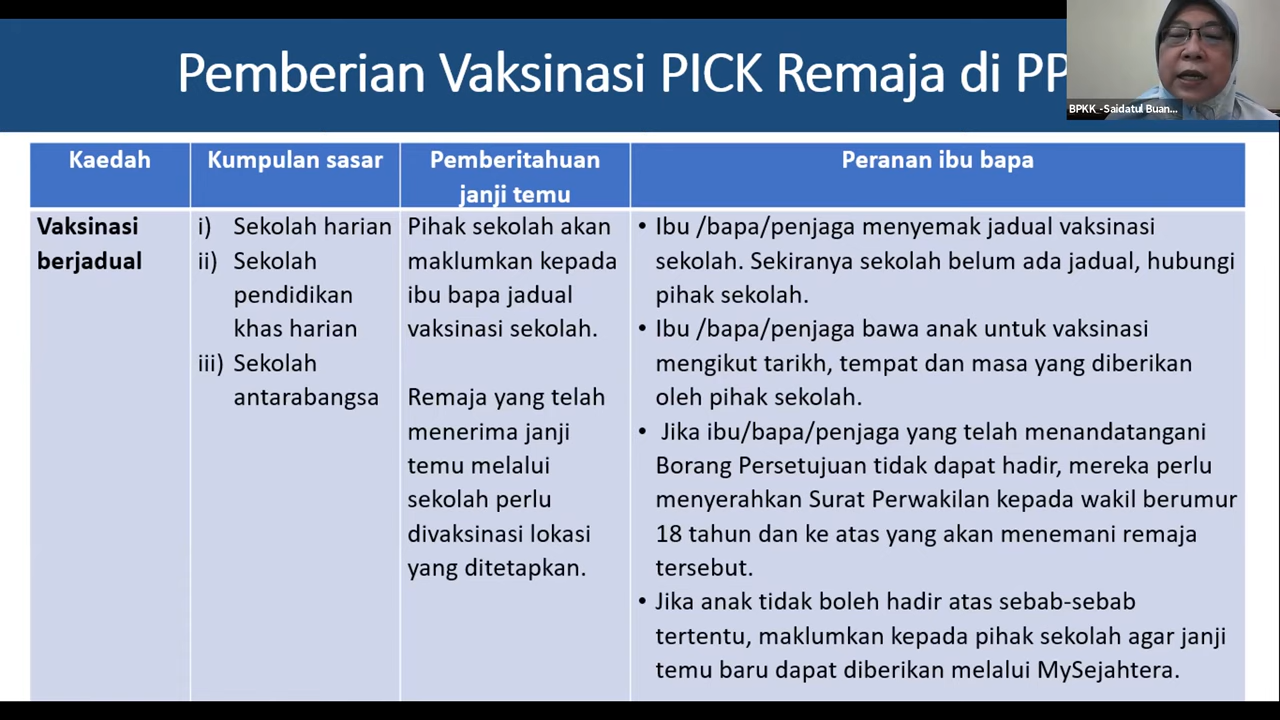 Pemberian Vaksinasi PICK Remaja di PP
BPKK -Saidatul Buan...
Kaedah
Kumpulan sasar
Pemberitahuan
janji temu
Peranan ibu bapa
Vaksinasi
berjadual
i) Sekolah harian
ii) Sekolah
pendidikan
khas harian
iii) Sekolah
antarabangsa
Pihak sekolah akan
maklumkan kepada
ibu bapa jadual
vaksinasi sekolah.
Remaja yang telah
menerima janji
temu melalui
sekolah perlu
divaksinasi lokasi
yang ditetapkan.
• Ibu /bapa/penjaga menyemak jadual vaksinasi
sekolah. Sekiranya sekolah belum ada jadual, hubungi
pihak sekolah.
• Ibu /bapa/penjaga bawa anak untuk vaksinasi
mengikut tarikh, tempat dan masa yang diberikan
oleh pihak sekolah.
• Jika ibu/bapa/penjaga yang telah menandatangani
Borang Persetujuan tidak dapat hadir, mereka perlu
menyerahkan Surat Perwakilan kepada wakil berumur
18 tahun dan ke atas yang akan menemani remaja
tersebut.
• Jika anak tidak boleh hadir atas sebab-sebab
tertentu, maklumkan kepada pihak sekolah agar janji
temu baru dapat diberikan melalui MySejahtera.